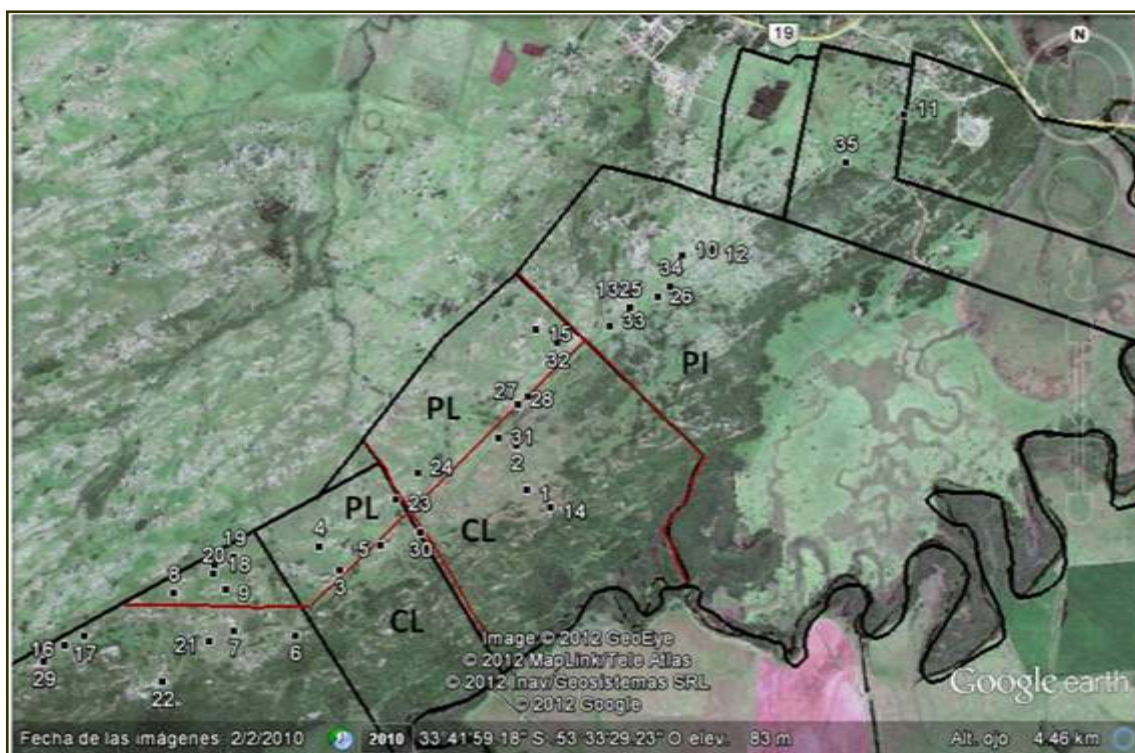 19
11
35
10 12
34
1325
26
33
15
32
PI
27 28
PL
31
2
24
1
PL
23
14
4
CL
5
30
19
20
18
3
8
9
CL
21 7 6
16
17
29
22
N
Image © 2012 GeoEye
© 2012 MapLink/Tele Atlas
© 2012 Inav/Geosistemas SRL
© 2012 Google
Google earth
Fecha de las imágenes: 2/2/2010 2010 33 41'59.18" S 53 33'29.23" O elev. 83 m Alt. ojo 4.46 km